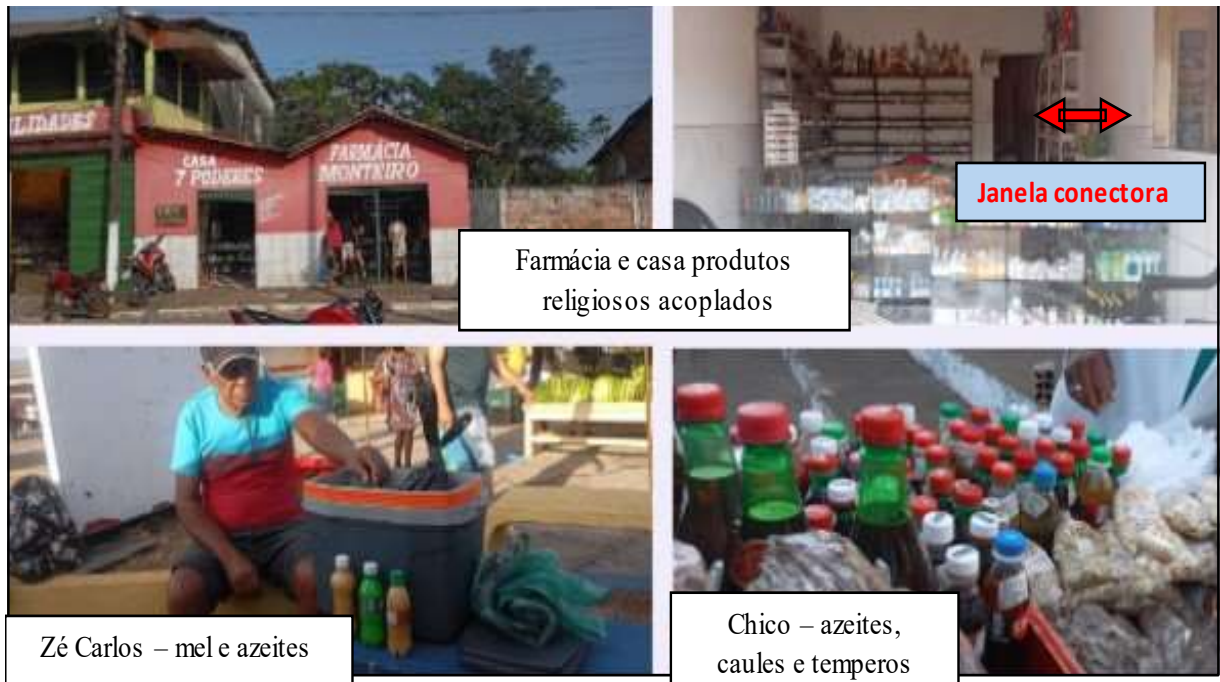 LIDADES
CASA
7 PODERES
FARMÁCIA
MONTEIRO
Janela conectora
Farmácia e casa produtos
religiosos acoplados
Zé Carlos – mel e azeites
Chico – azeites,
caules e temperos